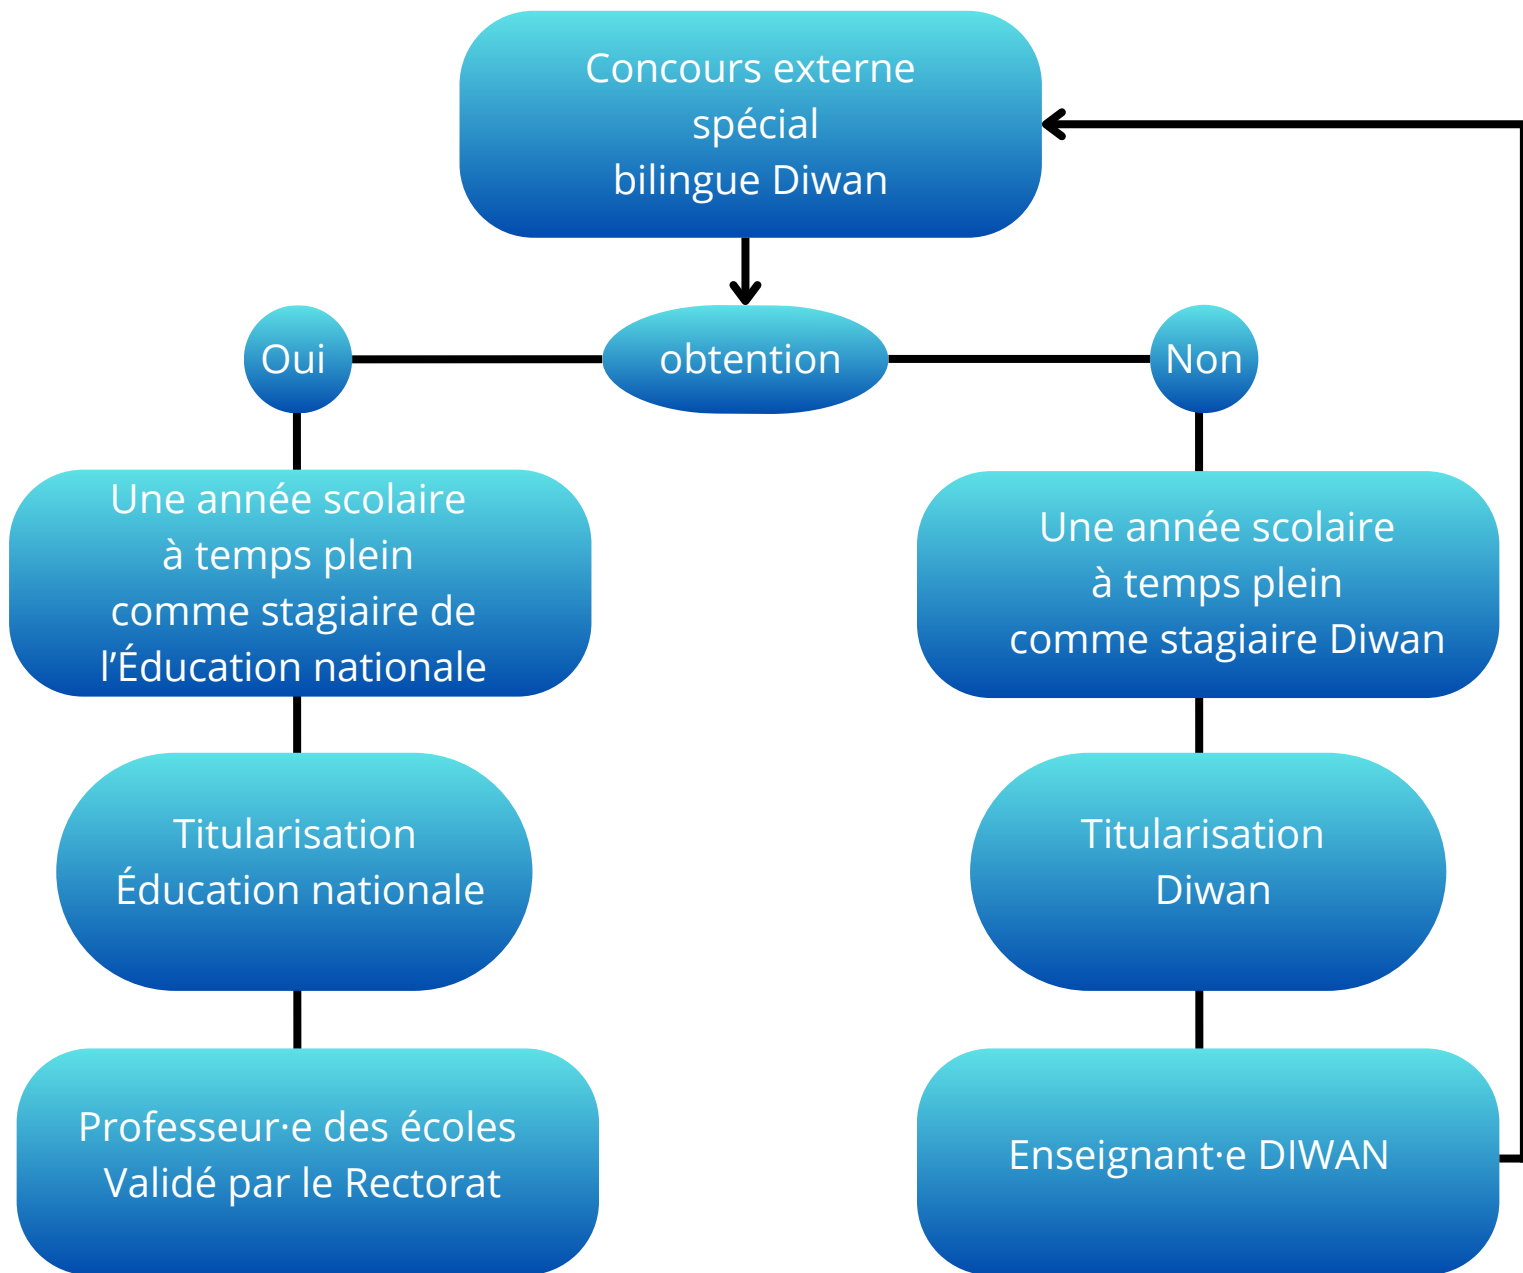 Concours externe
spécial
bilingue Diwan
Oui
obtention
Non
Une année scolaire
à temps plein
comme stagiaire de
l’Éducation nationale
Une année scolaire
à temps plein
comme stagiaire Diwan
Titularisation
Éducation nationale
Titularisation
Diwan
Professeur·e des écoles
Validé par le Rectorat
Enseignant·e DIWAN